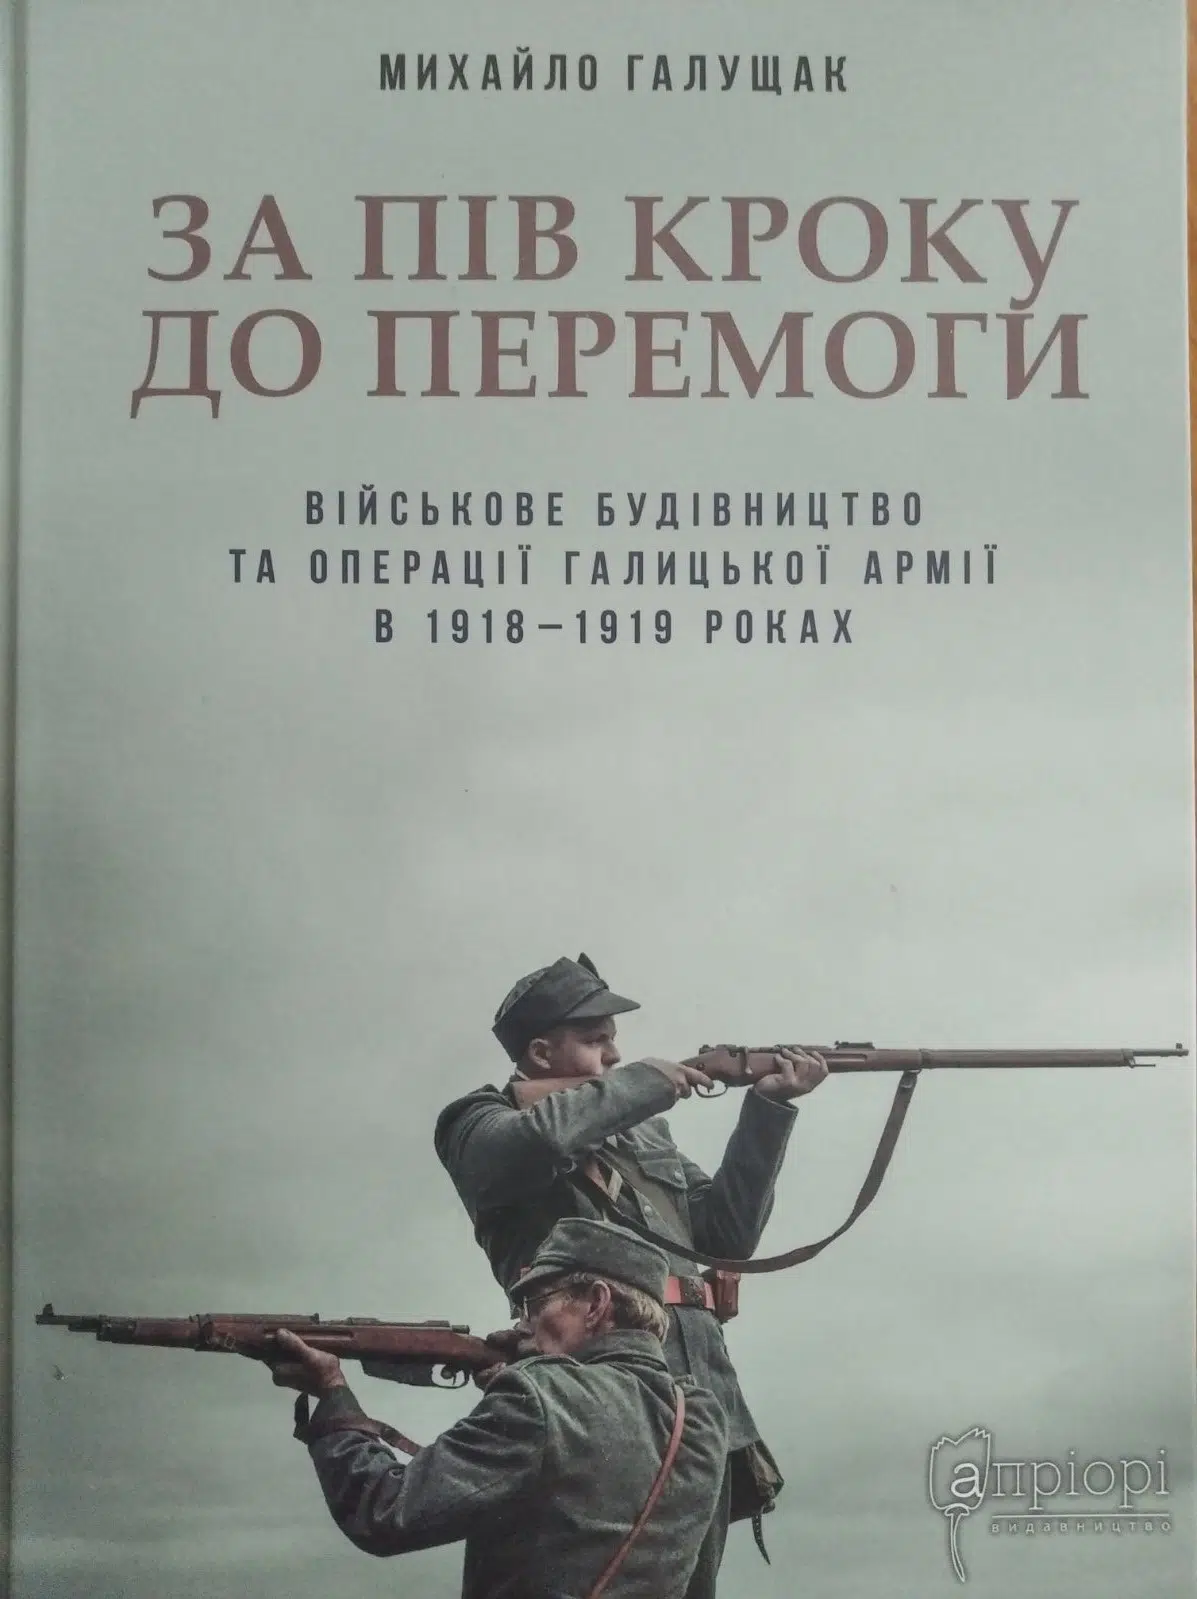 МИХАЙЛО ГАЛУЩАК
ЗА ПІВ КРОКУ
ДО ПЕРЕМОГИ
ВІЙСЬКОВЕ БУДІВНИЦТВО
ТА ОПЕРАЦІЇ ГАЛИЦЬКОЇ АРМІЇ
В 1918–1919 РОКАХ
апріорі
видавництво